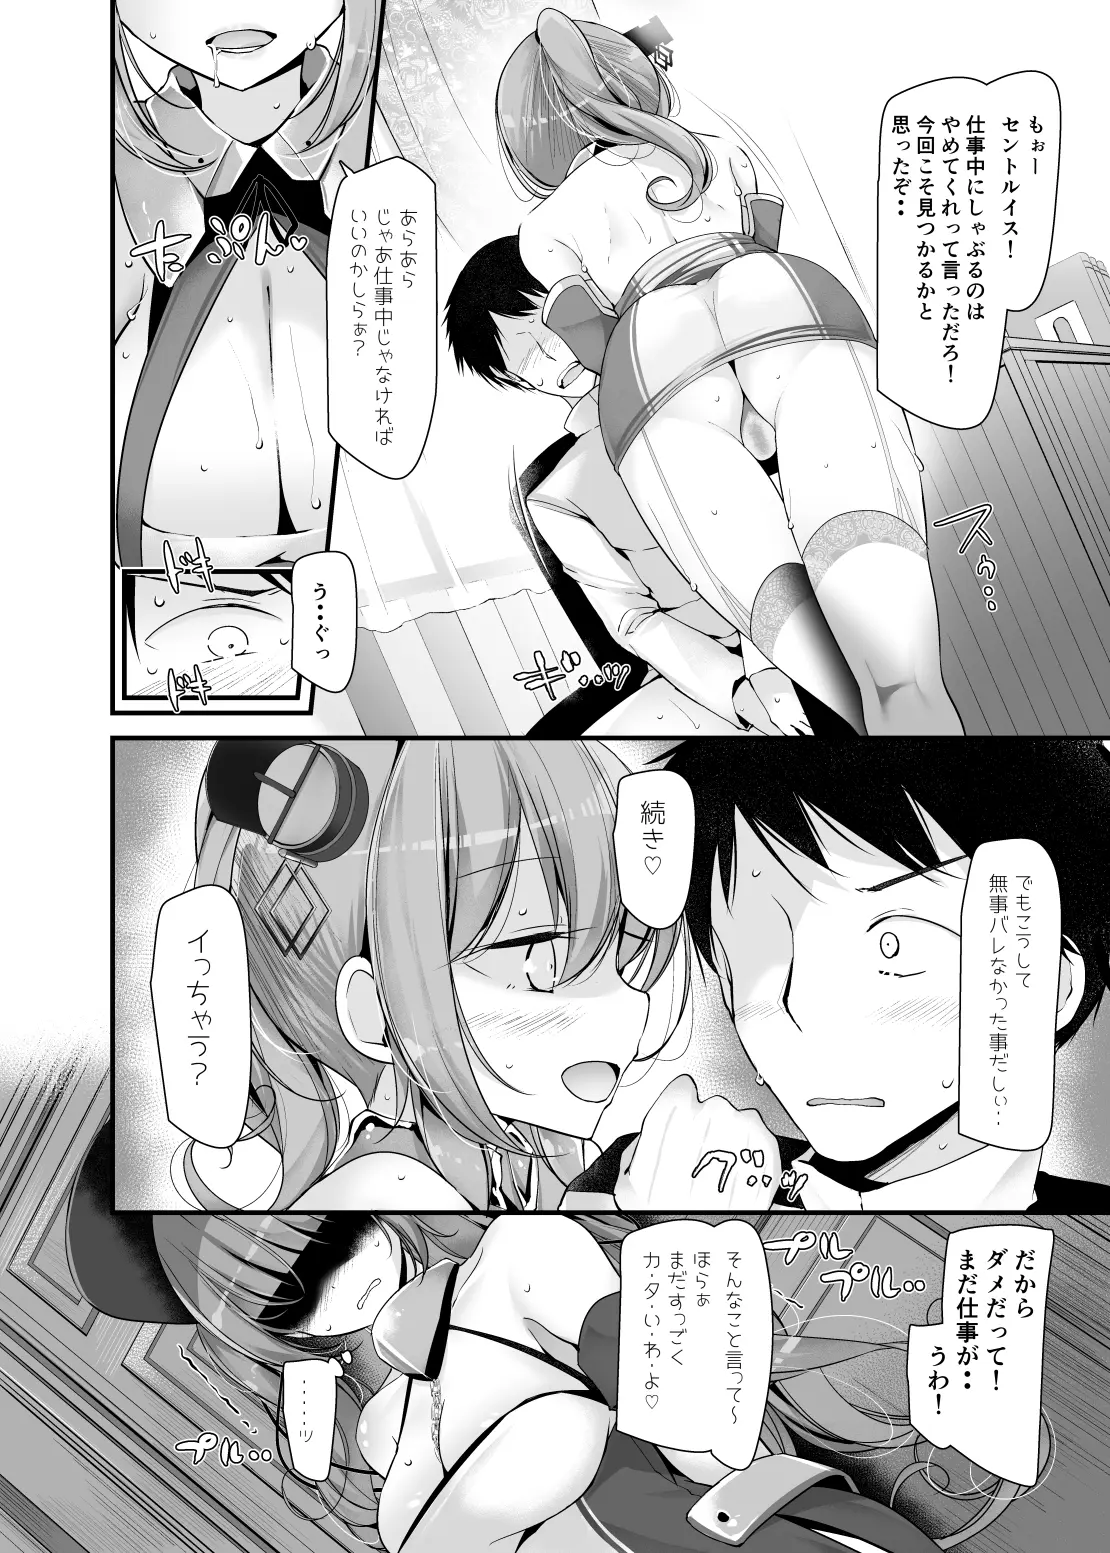 もぉー
セントルイス！
仕事中にしゃぶるのは
やめてくれって言っただろ！
今回こそ見つかるかと
思ったぞ・・
スゥ…
ギシ…ッ
あらあら
じゃあ仕事中じゃなければ
いいのかしらぁ？
たぷん♡
う・・ぐっ
ドキ
ドキ
でもこうして
無事バレなかった事だしぃ・・
続き♡
イっちゃう？
グッ…ッ
だから
ダメだって！
まだ仕事が・・
うわ！
そんなこと言って～
ほらぁ
まだすっごく
カ・タ・い・わ・よ♡
プル
プル・・
・・・・・・ッ
プル・・